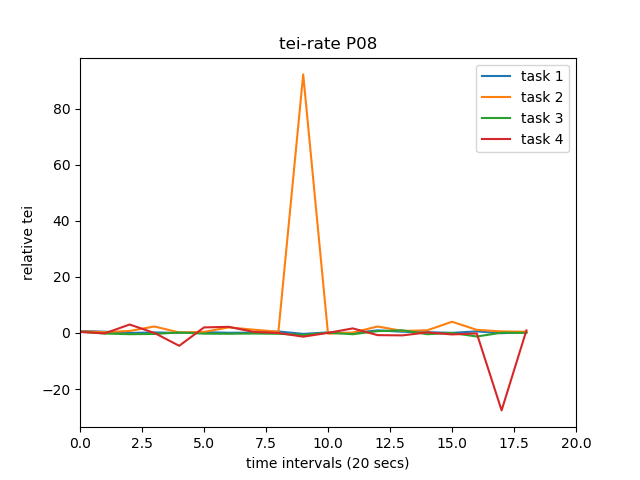 tei-rate P08
task 1
task 2
task 3
task 4
relative tei
80
60
40
20
0
−20
0.0 2.5 5.0 7.5 10.0 12.5 15.0 17.5 20.0
time intervals (20 secs)